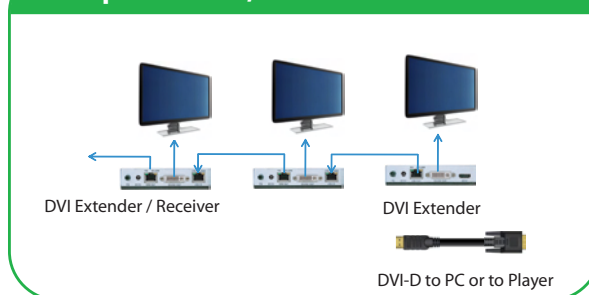 DVI Extender / Receiver
DVI Extender
DVI-D to PC or to Player